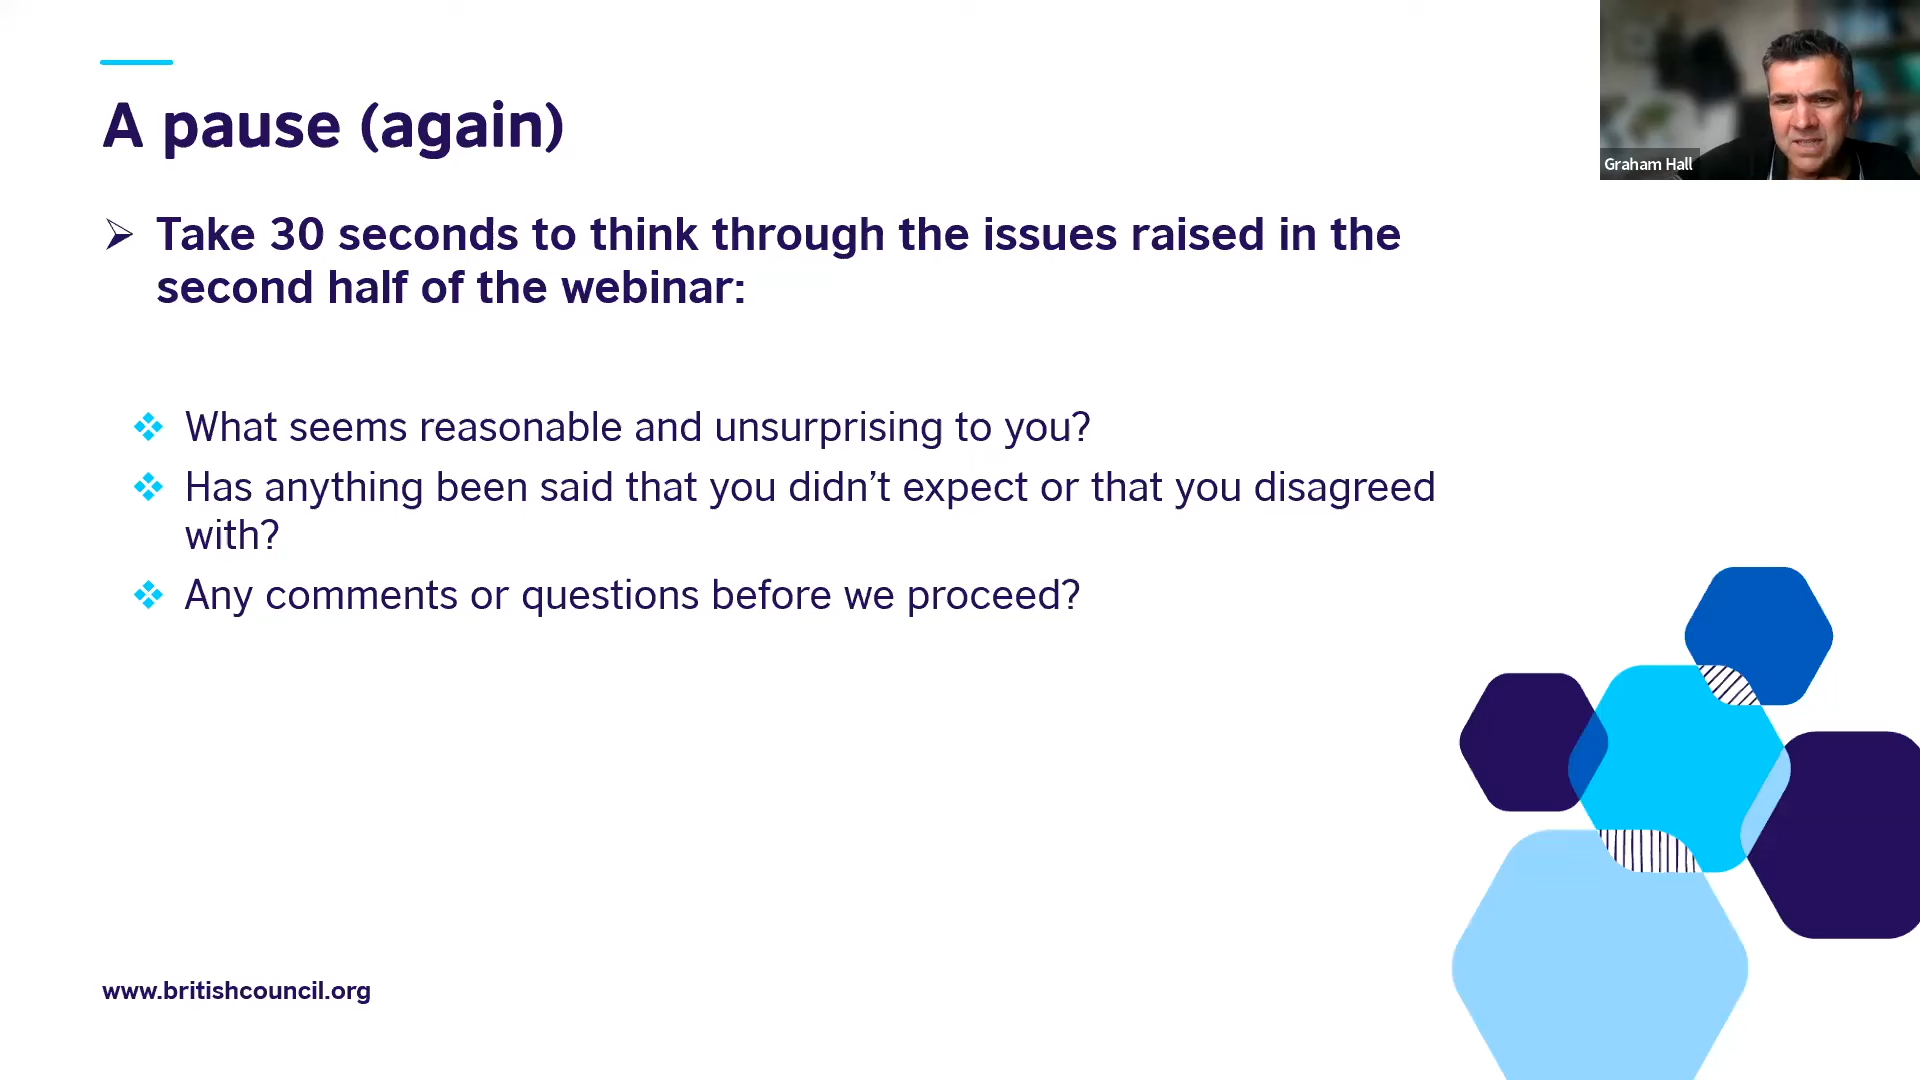 A pause (again)
Graham Hall
Take 30 seconds to think through the issues raised in the
second half of the webinar:
What seems reasonable and unsurprising to you?
Has anything been said that you didn’t expect or that you disagreed
with?
Any comments or questions before we proceed?
www.britishcouncil.org